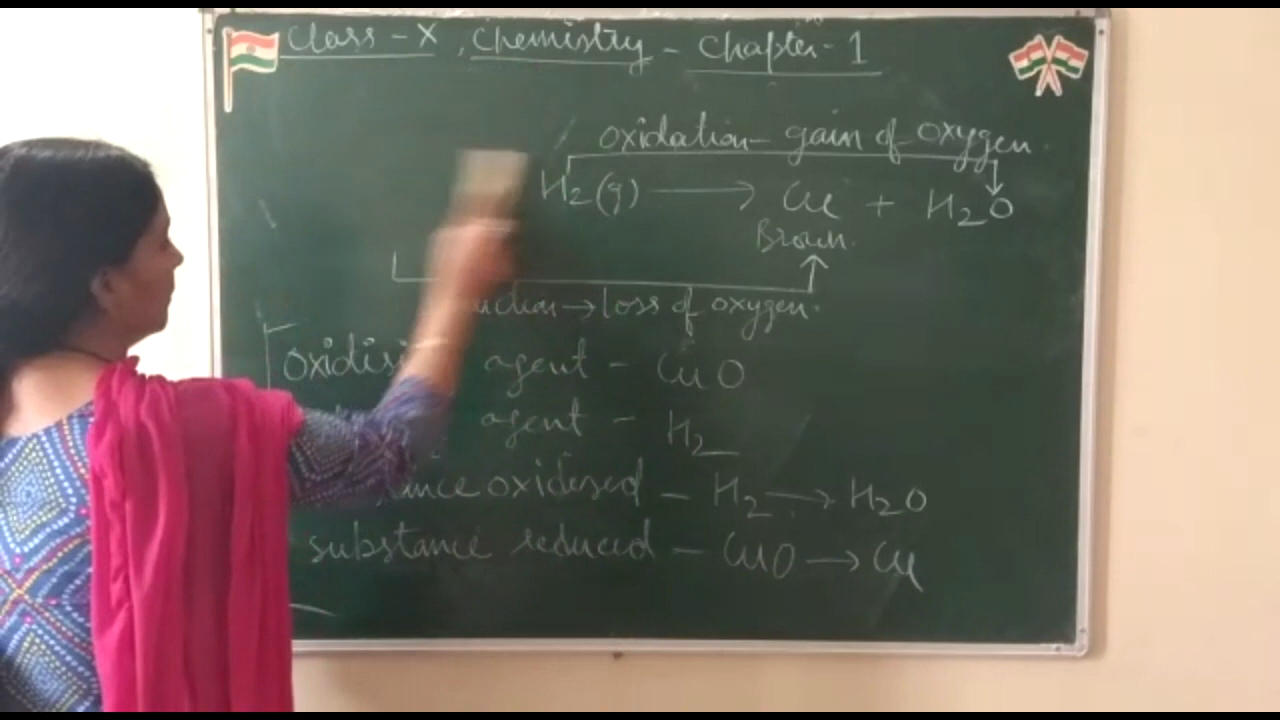 Class - X , Chemistry - Chapter - 1
oxidation - gain of oxygen.
H2(g) → Cu + H2O
Brown.
→ loss of oxygen.
agent - CuO
agent - H2
oxidised - H2 → H2O
substance reduced - CuO → Cu